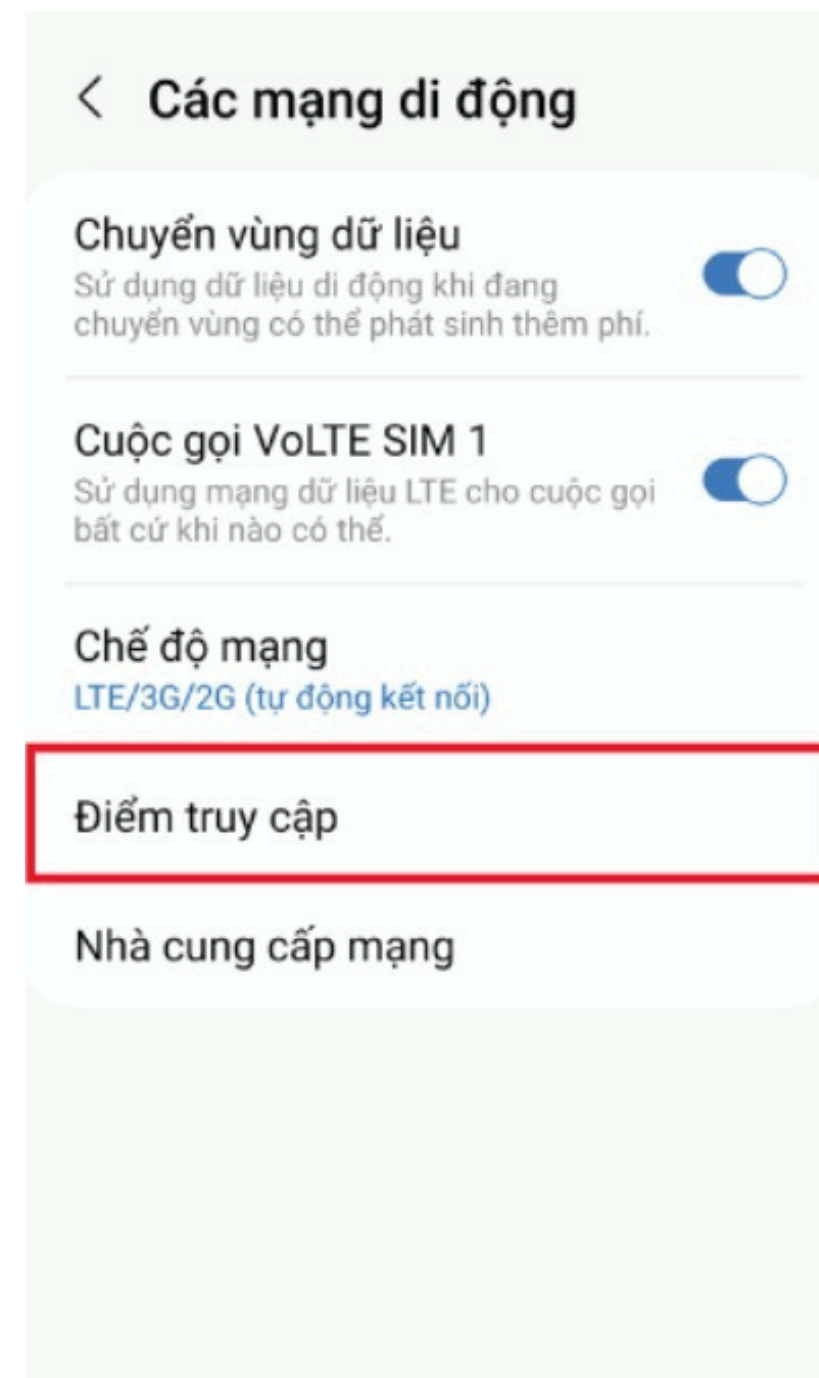 Các mạng di động
Chuyển vùng dữ liệu
Sử dụng dữ liệu di động khi đang
chuyển vùng có thể phát sinh thêm phí.
Cuộc gọi VoLTE SIM 1
Sử dụng mạng dữ liệu LTE cho cuộc gọi
bất cứ khi nào có thể.
Chế độ mạng
LTE/3G/2G (tự động kết nối)
Điểm truy cập
Nhà cung cấp mạng